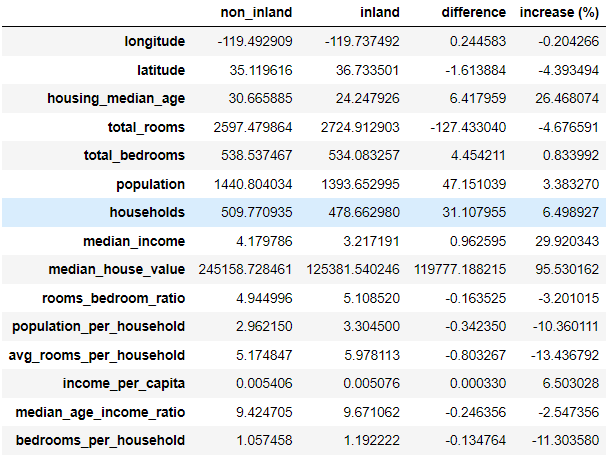 non_inland inland difference increase (%)
longitude -119.492909 -119.737492 0.244583 -0.204266
latitude 35.119616 36.733501 -1.613884 -4.393494
housing_median_age 30.665885 24.247926 6.417959 26.468074
total_rooms 2597.479864 2724.912903 -127.433040 -4.676591
total_bedrooms 538.537467 534.083257 4.454211 0.833992
population 1440.804034 1393.652995 47.151039 3.383270
households 509.770935 478.662980 31.107955 6.498927
median_income 4.179786 3.217191 0.962595 29.920343
median_house_value 245158.728461 125381.540246 119777.188215 95.530162
rooms_bedroom_ratio 4.944996 5.108520 -0.163525 -3.201015
population_per_household 2.962150 3.304500 -0.342350 -10.360111
avg_rooms_per_household 5.174847 5.978113 -0.803267 -13.436792
income_per_capita 0.005406 0.005076 0.000330 6.503028
median_age_income_ratio 9.424705 9.671062 -0.246356 -2.547356
bedrooms_per_household 1.057458 1.192222 -0.134764 -11.303580